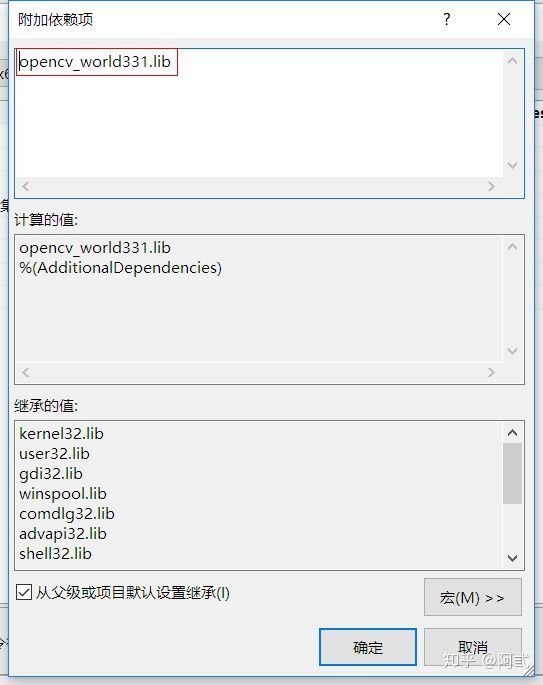 附加依赖项
?
opencv_world331.lib
计算的值:
opencv_world331.lib
%(AdditionalDependencies)
继承的值:
kernel32.lib
user32.lib
gdi32.lib
winspool.lib
comdlg32.lib
advapi32.lib
shell32.lib
从父级或项目默认设置继承(I)
宏(M) >>
确定
取消
知乎 @阿弍